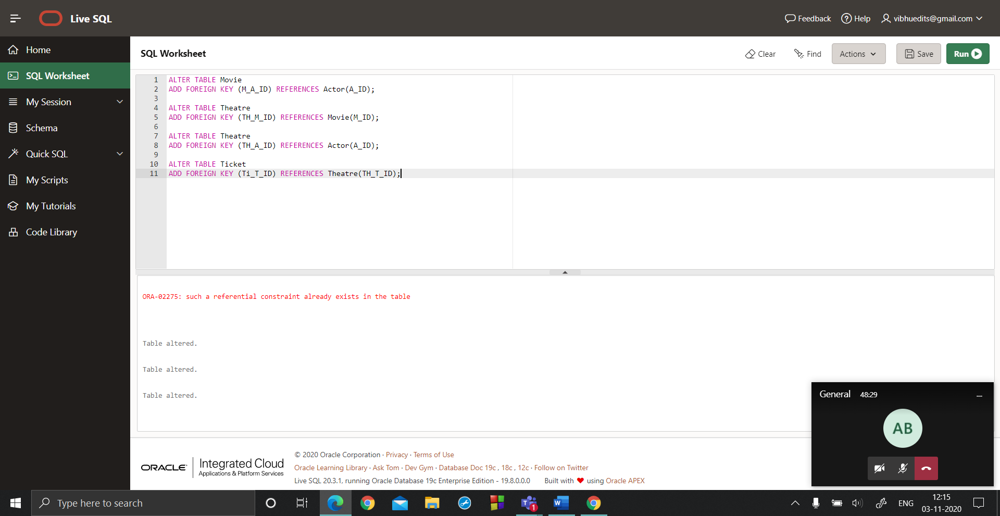 Live SQL
Feedback
Help
vibhuedits@gmail.com
Home
SQL Worksheet
My Session
Schema
Quick SQL
My Scripts
My Tutorials
Code Library
SQL Worksheet
Clear
Find
Actions
Save
Run
1 ALTER TABLE Movie
2 ADD FOREIGN KEY (M_A_ID) REFERENCES Actor(A_ID);
3
4 ALTER TABLE Theatre
5 ADD FOREIGN KEY (TH_M_ID) REFERENCES Movie(M_ID);
6
7 ALTER TABLE Theatre
8 ADD FOREIGN KEY (TH_A_ID) REFERENCES Actor(A_ID);
9
10 ALTER TABLE Ticket
11 ADD FOREIGN KEY (Ti_T_ID) REFERENCES Theatre(TH_T_ID);
ORA-02275: such a referential constraint already exists in the table
Table altered.
Table altered.
Table altered.
General 48:29
AB
ORACLE
Integrated Cloud
Applications & Platform Services
© 2020 Oracle Corporation · Privacy · Terms of Use
Oracle Learning Library · Ask Tom · Dev Gym · Database Doc 19c , 18c , 12c · Follow on Twitter
Live SQL 20.3.1, running Oracle Database 19c Enterprise Edition - 19.8.0.0.0 Built with ❤ using Oracle APEX
Type here to search
T
1
W
ENG
12:15
03-11-2020